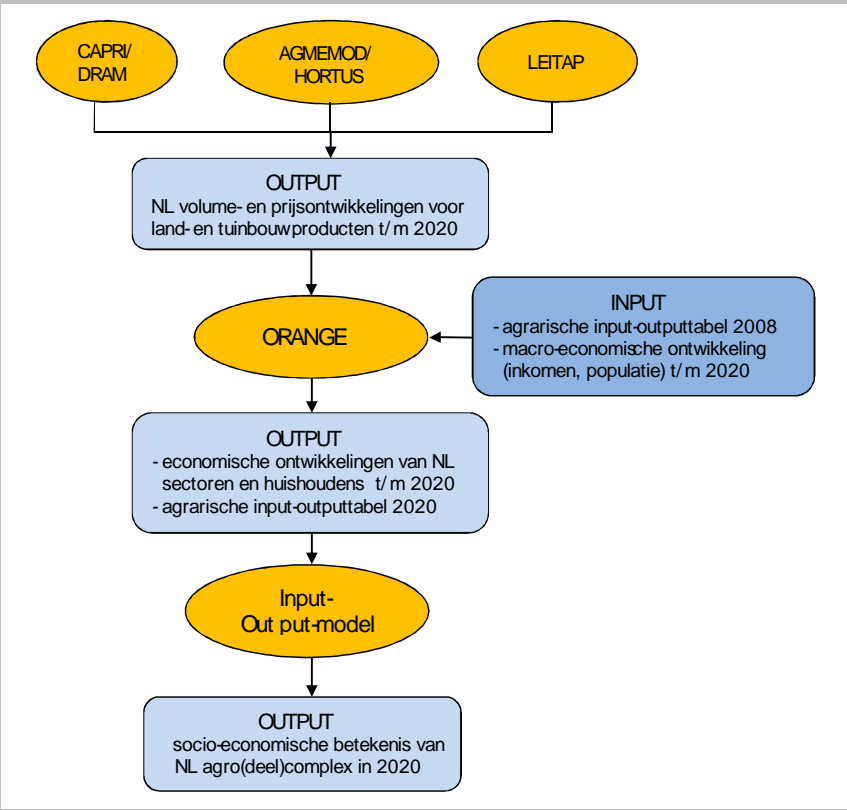 CAPRI/
DRAM
AGMEMOD/
HORTUS
LEITAP
OUTPUT
NL volume- en prijsontwikkelingen voor
land- en tuinbouwproducten t/m 2020
ORANGE
INPUT
- agrarische input-outputtabel 2008
- macro-economische ontwikkeling
(inkomen, populatie) t/m 2020
OUTPUT
- economische ontwikkelingen van NL
sectoren en huishoudens t/m 2020
- agrarische input-outputtabel 2020
Input-
Out put-model
OUTPUT
socio-economische betekenis van
NL agro(deel)complex in 2020